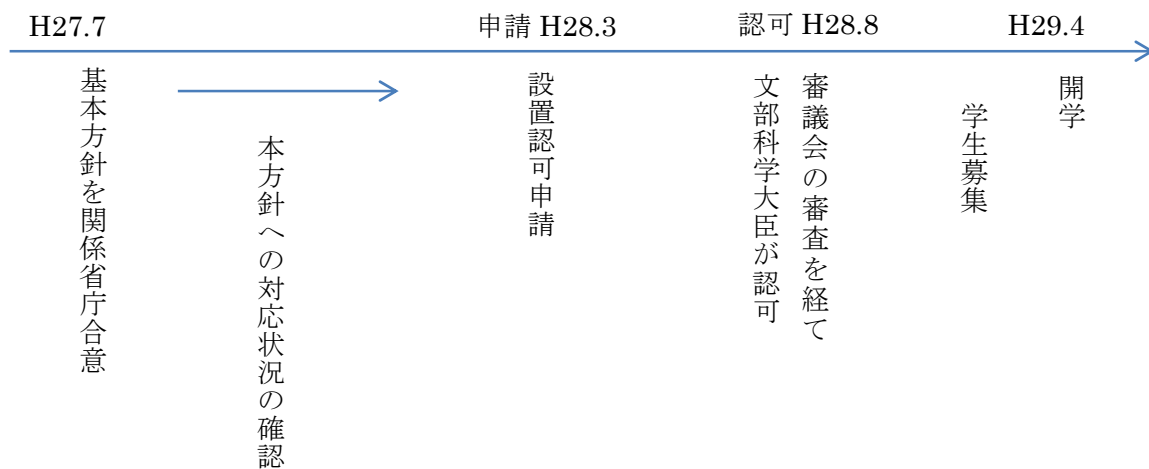 H27.7
申請 H28.3
認可 H28.8
H29.4
基本方針を関係省庁合意
本方針への対応状況の確認
設置認可申請
審議会の審査を経て
文部科学大臣が認可
学生募集
開学